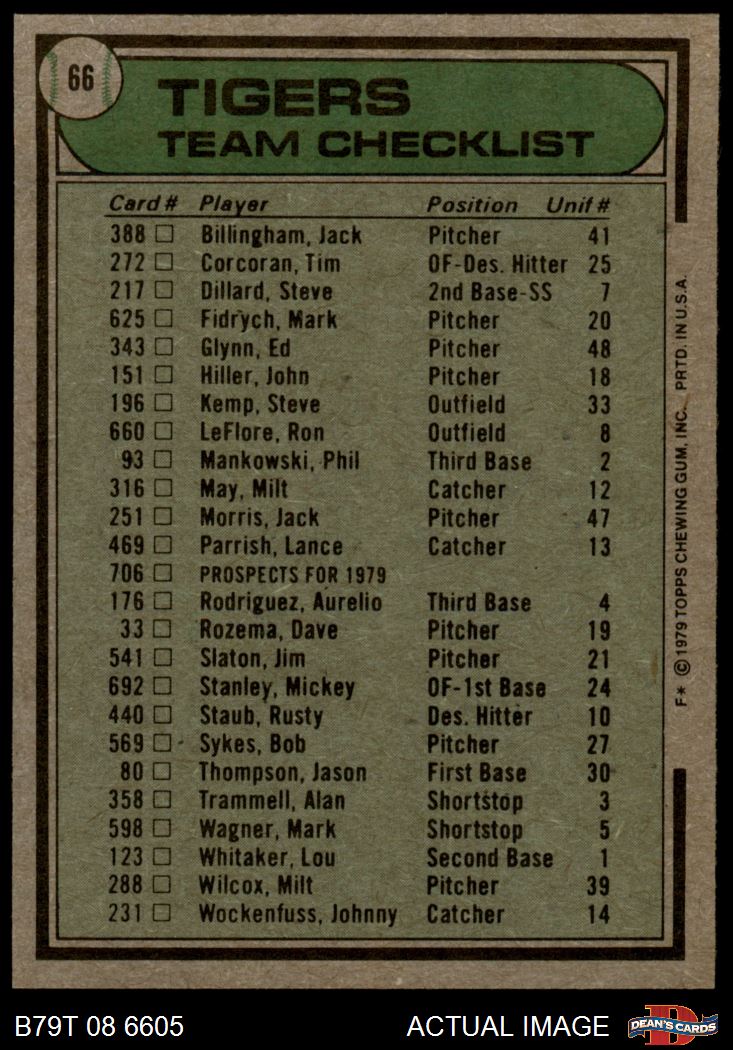 66
TIGERS
TEAM CHECKLIST
Card # Player Position Unif #
388 Billingham, Jack Pitcher 41
272 Corcoran, Tim OF-Des. Hitter 25
217 Dillard, Steve 2nd Base-SS 7
625 Fidrych, Mark Pitcher 20
343 Glynn, Ed Pitcher 48
151 Hiller, John Pitcher 18
196 Kemp, Steve Outfield 33
660 LeFlore, Ron Outfield 8
93 Mankowski, Phil Third Base 2
316 May, Milt Catcher 12
251 Morris, Jack Pitcher 47
469 Parrish, Lance Catcher 13
706 PROSPECTS FOR 1979
176 Rodriguez, Aurelio Third Base 4
33 Rozema, Dave Pitcher 19
541 Slaton, Jim Pitcher 21
692 Stanley, Mickey OF-1st Base 24
440 Staub, Rusty Des. Hitter 10
569 Sykes, Bob Pitcher 27
80 Thompson, Jason First Base 30
358 Trammell, Alan Shortstop 3
598 Wagner, Mark Shortstop 5
123 Whitaker, Lou Second Base 1
288 Wilcox, Milt Pitcher 39
231 Wockenfuss, Johnny Catcher 14
F* © 1979 TOPPS CHEWING GUM, INC. PRTD. IN U.S.A.
B79T 08 6605 ACTUAL IMAGE
DEAN'S CARDS